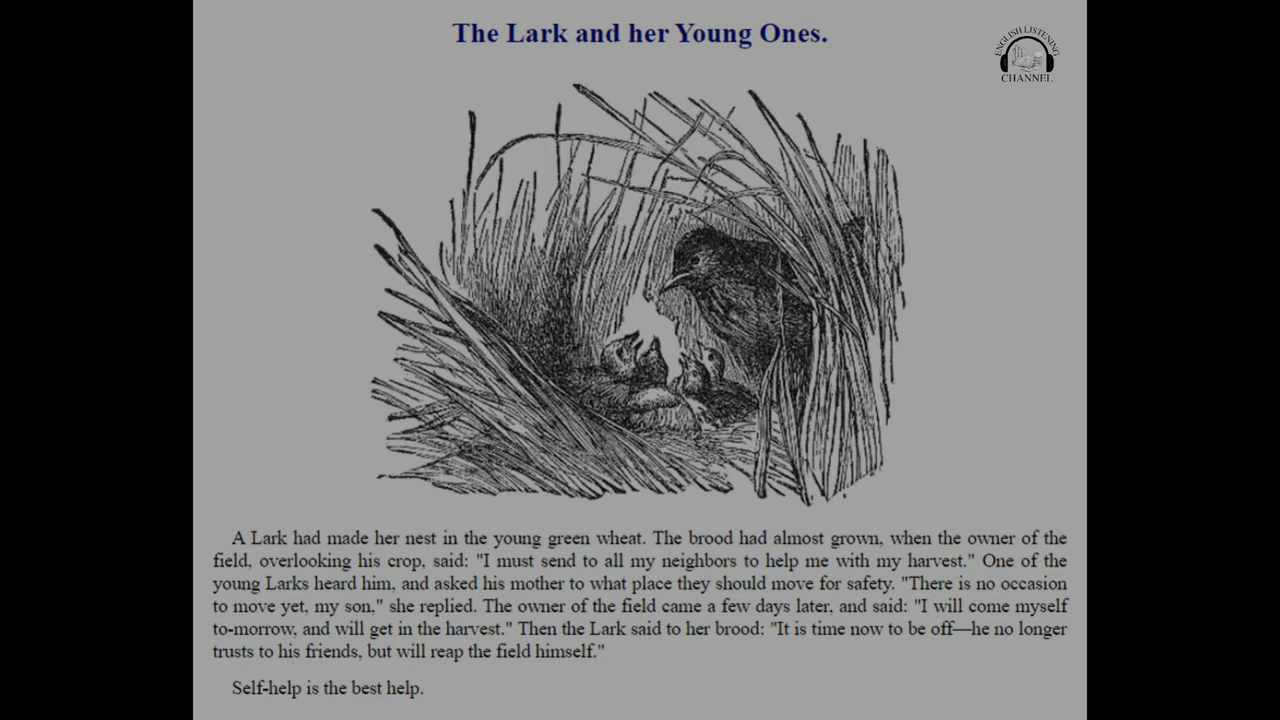 The Lark and her Young Ones.
ENGLISH LISTENING
CHANNEL
A Lark had made her nest in the young green wheat. The brood had almost grown, when the owner of the
field, overlooking his crop, said: "I must send to all my neighbors to help me with my harvest." One of the
young Larks heard him, and asked his mother to what place they should move for safety. "There is no occasion
to move yet, my son," she replied. The owner of the field came a few days later, and said: "I will come myself
to-morrow, and will get in the harvest." Then the Lark said to her brood: "It is time now to be off—he no longer
trusts to his friends, but will reap the field himself."
Self-help is the best help.